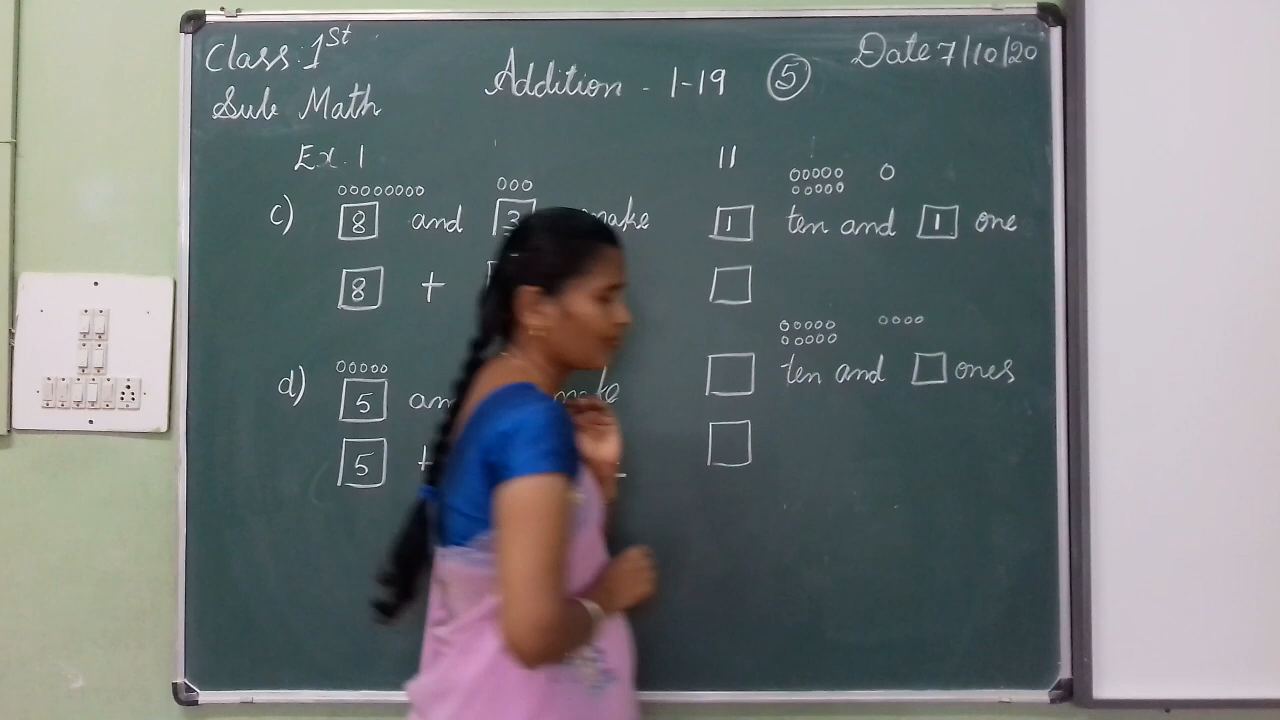 Class: 1st
Sub Math
Addition - 1-19 (5)
Date 7/10/20
Ex. 1
11
c) 8 and 3 make 1 ten and 1 one
8 +
d) 5 make ten and ones
5 +